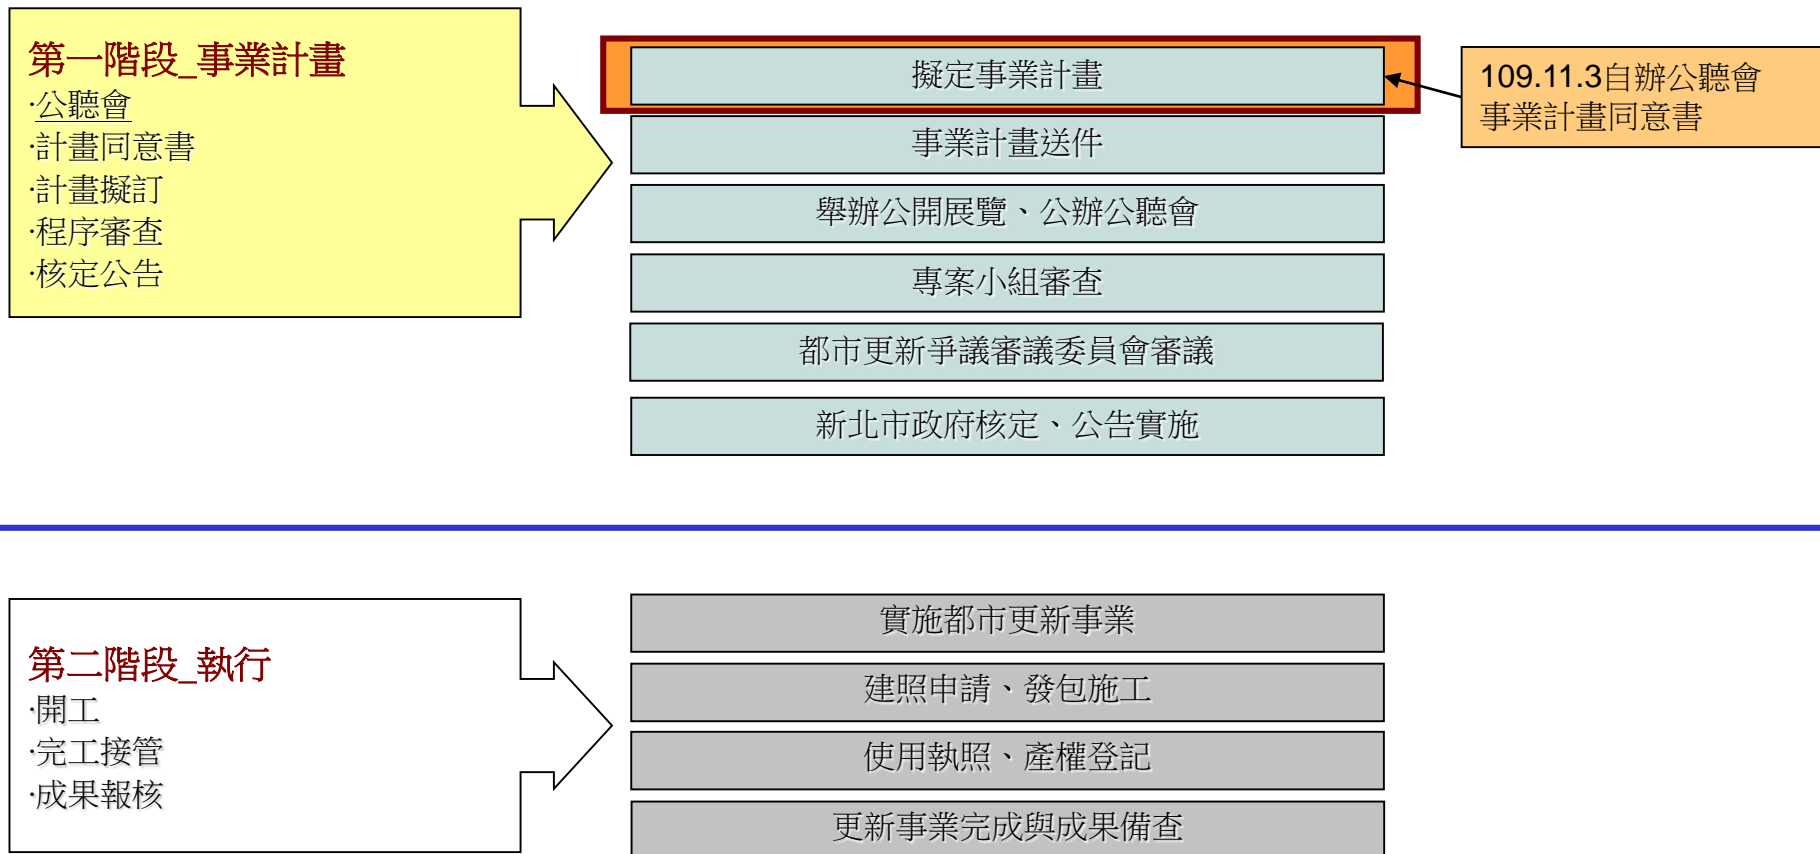 第一階段_事業計畫
·公聽會
·計畫同意書
·計畫擬訂
·程序審查
·核定公告
擬定事業計畫
事業計畫送件
舉辦公開展覽、公辦公聽會
專案小組審查
都市更新爭議審議委員會審議
新北市政府核定、公告實施
109.11.3自辦公聽會
事業計畫同意書
第二階段_執行
·開工
·完工接管
·成果報核
實施都市更新事業
建照申請、發包施工
使用執照、產權登記
更新事業完成與成果備查